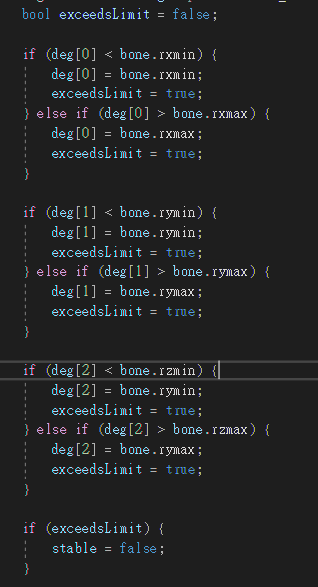 bool exceedsLimit = false;
if (deg[0] < bone.rxmin) {
deg[0] = bone.rxmin;
exceedsLimit = true;
} else if (deg[0] > bone.rxmax) {
deg[0] = bone.rxmax;
exceedsLimit = true;
}
if (deg[1] < bone.rymin) {
deg[1] = bone.rymin;
exceedsLimit = true;
} else if (deg[1] > bone.rymax) {
deg[1] = bone.rymax;
exceedsLimit = true;
}
if (deg[2] < bone.rzmin) {
deg[2] = bone.rymin;
exceedsLimit = true;
} else if (deg[2] > bone.rzmax) {
deg[2] = bone.rymax;
exceedsLimit = true;
}
if (exceedsLimit) {
stable = false;
}